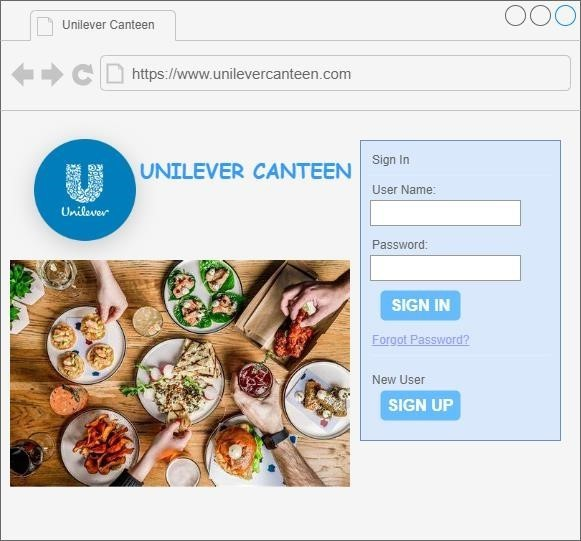 Unilever Canteen
https://www.unilevercanteen.com
Unilever
UNILEVER CANTEEN
Sign In
User Name:
Password:
SIGN IN
Forgot Password?
New User
SIGN UP